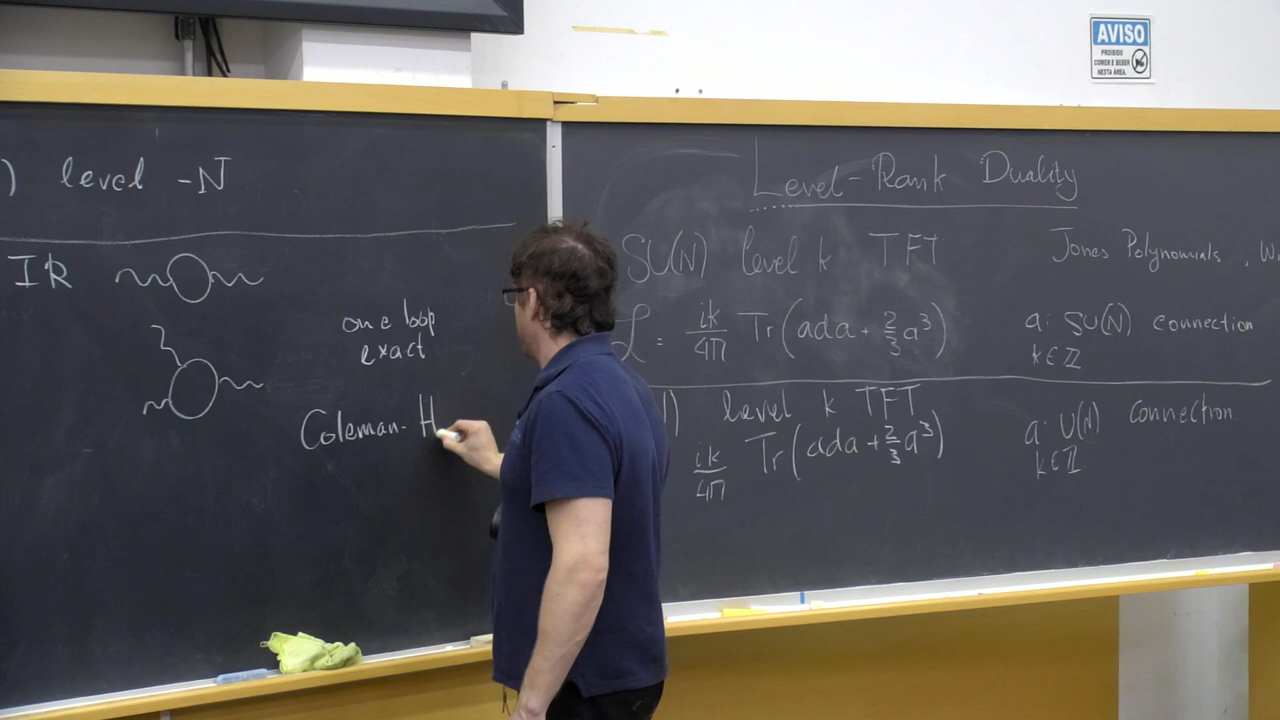 ) level -N
IR
one loop
exact
Coleman- H
Level-Rank Duality
SU(N) level k TFT
Jones Polynomials,
ℒ = ik/4π Tr(ada + 2/3 a³)
a: SU(N) connection
k∈ℤ
) level k TFT
ik/4π Tr(ada + 2/3 a³)
a: U(N) connection
k∈ℤ
AVISO
PROIBIDO
COMER E BEBER
NESTA ÁREA.